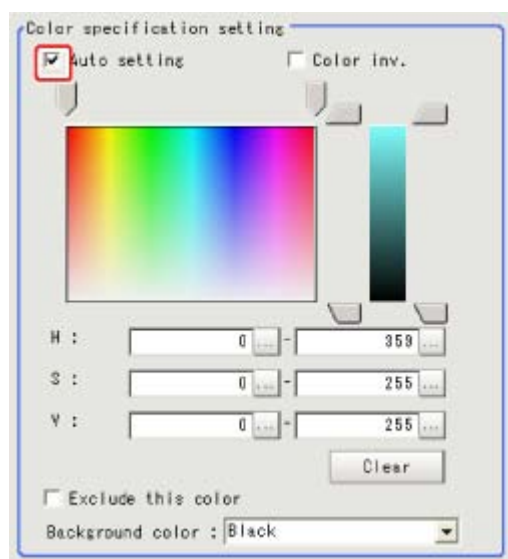 Color specification setting
Auto setting Color inv.
H : 0 ... - 359 ...
S : 0 ... - 255 ...
V : 0 ... - 255 ...
Clear
Exclude this color
Background color : Black